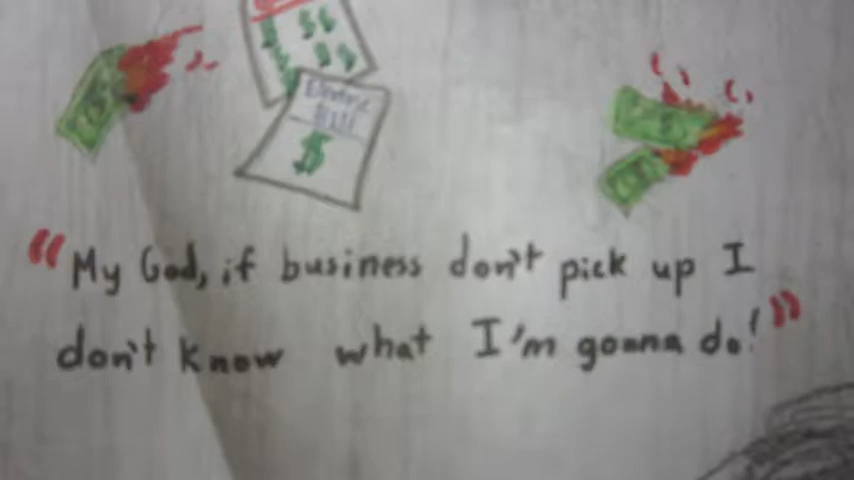 $ $
$ $ $
Electric
Bill
$
“My God, if business don't pick up I
don't know what I'm gonna do!”